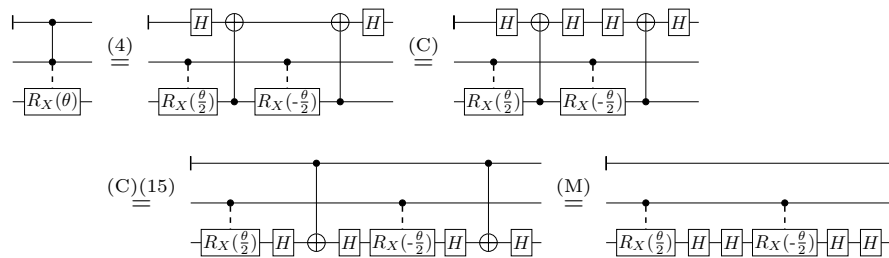 (4) H H (C) H H H H
R_X(θ) = R_X(θ/2) R_X(-θ/2) = R_X(θ/2) R_X(-θ/2)
(C)(15) (M)
= R_X(θ/2) H H R_X(-θ/2) H H = R_X(θ/2) H H R_X(-θ/2) H H